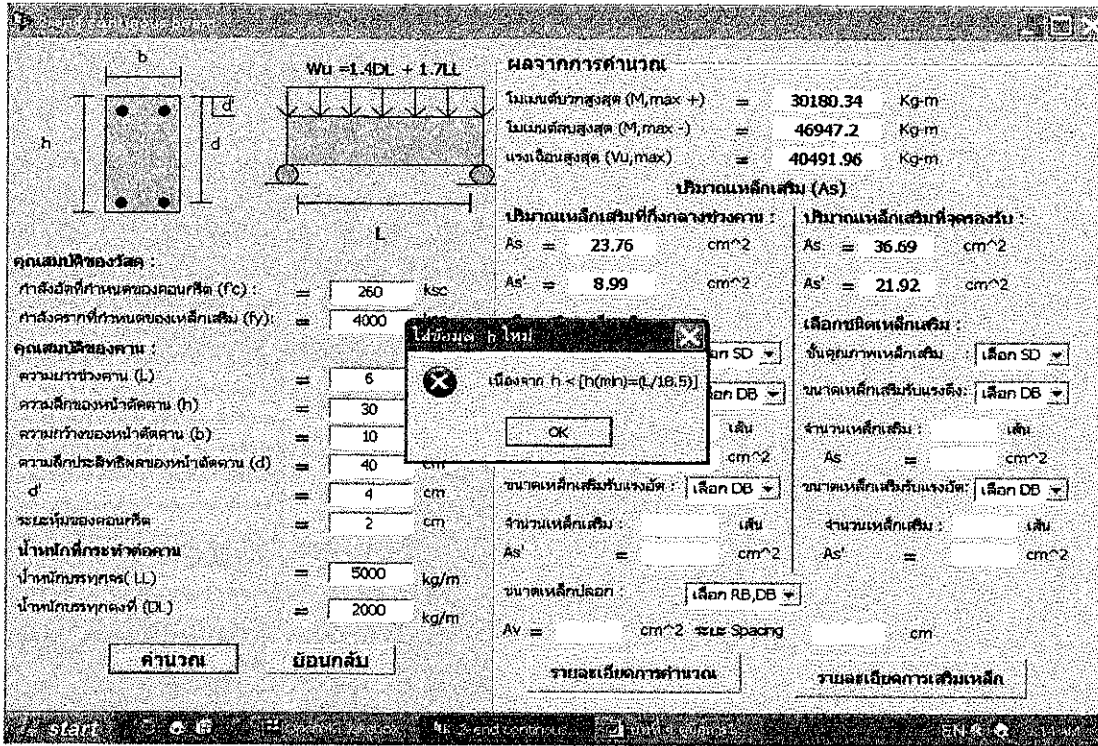 b
Wu =1.4DL + 1.7LL
d'
h
d
L
คุณสมบัติของวัสดุ :
กำลังอัดที่กำหนดของคอนกรีต (f'c) : = 260 ksc
กำลังครากที่กำหนดของเหล็กเสริม (fy): = 4000
คุณสมบัติของคาน :
ความยาวช่วงคาน (L) = 6
ความลึกของหน้าตัดคาน (h) = 30
ความกว้างของหน้าตัดคาน (b) = 10
ความลึกประสิทธิผลของหน้าตัดคาน (d) = 40 cm
d' = 4 cm
ระยะหุ้มของคอนกรีต = 2 cm
น้ำหนักที่กระทำต่อคาน
น้ำหนักบรรทุกจร( LL) = 5000 kg/m
น้ำหนักบรรทุกคงที่ (DL) = 2000 kg/m
คำนวณ ย้อนกลับ
ผลจากการคำนวณ
โมเมนต์บวกสูงสุด (M,max +) = 30180.34 Kg-m
โมเมนต์ลบสูงสุด (M,max -) = 46947.2 Kg-m
แรงเฉือนสูงสุด (Vu,max) = 40491.96 Kg-m
ปริมาณเหล็กเสริม (As)
ปริมาณเหล็กเสริมที่กึ่งกลางช่วงคาน :
As = 23.76 cm^2
As' = 8.99 cm^2
ใส่ข้อมูล h ใหม่
เนื่องจาก h < [h(min)=(L/18.5)]
OK
อก SD
ลือก DB
เส้น
cm^2
ขนาดเหล็กเสริมรับแรงอัด : เลือก DB
จำนวนเหล็กเสริม : เส้น
As' = cm^2
ปริมาณเหล็กเสริมที่จุดรองรับ :
As = 36.69 cm^2
As' = 21.92 cm^2
เลือกชนิดเหล็กเสริม :
ชั้นคุณภาพเหล็กเสริม : เลือก SD
ขนาดเหล็กเสริมรับแรงดึง: เลือก DB
จำนวนเหล็กเสริม : เส้น
As = cm^2
ขนาดเหล็กเสริมรับแรงอัด: เลือก DB
จำนวนเหล็กเสริม : เส้น
As' = cm^2
ขนาดเหล็กปลอก : เลือก RB,DB
Av = cm^2 ระยะ Spacing cm
รายละเอียดการคำนวณ รายละเอียดการเสริมเหล็ก
start
EN